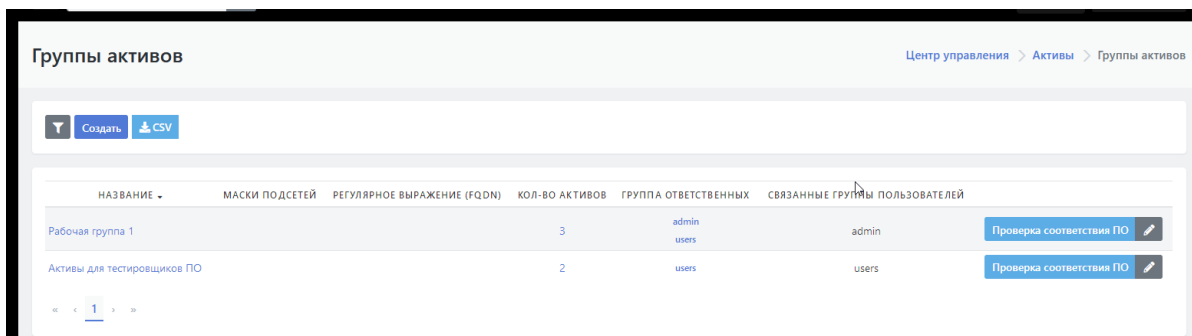 Группы активов
Центр управления > Активы > Группы активов
Создать CSV
НАЗВАНИЕ МАСКИ ПОДСЕТЕЙ РЕГУЛЯРНОЕ ВЫРАЖЕНИЕ (FQDN) КОЛ-ВО АКТИВОВ ГРУППА ОТВЕТСТВЕННЫХ СВЯЗАННЫЕ ГРУППЫ ПОЛЬЗОВАТЕЛЕЙ
Рабочая группа 1 3 admin users admin Проверка соответствия ПО
Активы для тестировщиков ПО 2 users users Проверка соответствия ПО
« ‹ 1 › »